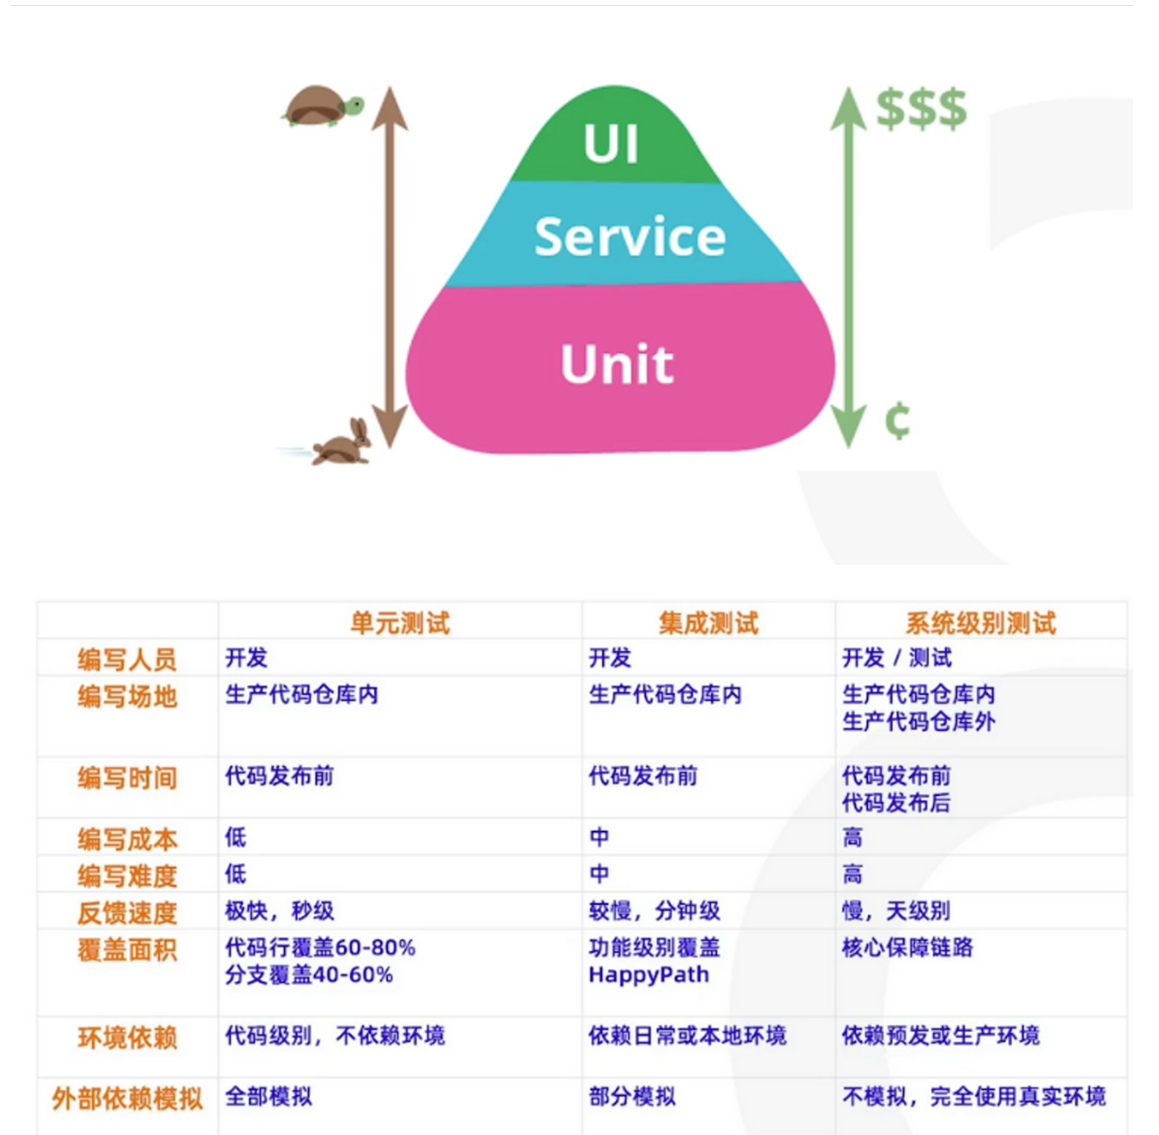 $$$
UI
Service
Unit
¢
单元测试 集成测试 系统级别测试
编写人员 开发 开发 开发 / 测试
编写场地 生产代码仓库内 生产代码仓库内 生产代码仓库内
生产代码仓库外
编写时间 代码发布前 代码发布前 代码发布前
代码发布后
编写成本 低 中 高
编写难度 低 中 高
反馈速度 极快，秒级 较慢，分钟级 慢，天级别
覆盖面积 代码行覆盖60-80% 功能级别覆盖 核心保障链路
分支覆盖40-60% HappyPath
环境依赖 代码级别，不依赖环境 依赖日常或本地环境 依赖预发或生产环境
外部依赖模拟 全部模拟 部分模拟 不模拟，完全使用真实环境